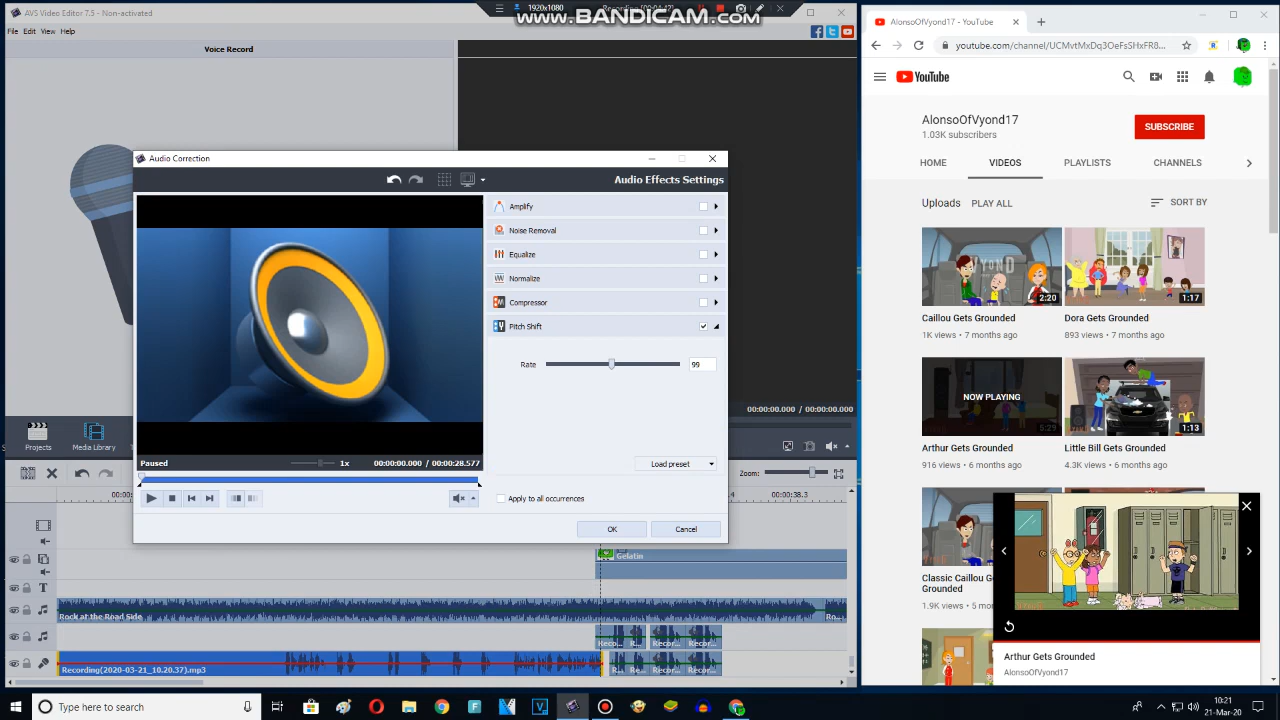 AVS Video Editor 7.5 - Non-activated
1920x1080
www.BANDICAM.com
File Edit View Help
Voice Record
Audio Correction
Audio Effects Settings
Amplify
Noise Removal
Equalize
Normalize
Compressor
Pitch Shift
Rate
99
Load preset
Paused
1x
00:00:00.000 / 00:00:28.577
Apply to all occurrences
OK
Cancel
00:00:00.000 / 00:00:00.000
Projects
Media Library
Zoom:
00:00:38.3
Gelatin
Rock at the Road Side
Recording(2020-03-21_10.20.37).mp3
AlonsoOfVyond17 - YouTube
youtube.com/channel/UCMvtMxDq3OeFsSHxFR8...
YouTube
AlonsoOfVyond17
1.03K subscribers
SUBSCRIBE
HOME
VIDEOS
PLAYLISTS
CHANNELS
Uploads
PLAY ALL
SORT BY
2:20
1:17
Caillou Gets Grounded
Dora Gets Grounded
1K views • 7 months ago
893 views • 7 months ago
NOW PLAYING
5:29
1:13
Arthur Gets Grounded
Little Bill Gets Grounded
916 views • 6 months ago
4.3K views • 6 months ago
Classic Caillou Gets
Grounded
Arthur Gets Grounded
AlonsoOfVyond17
Type here to search
10:21
21-Mar-20